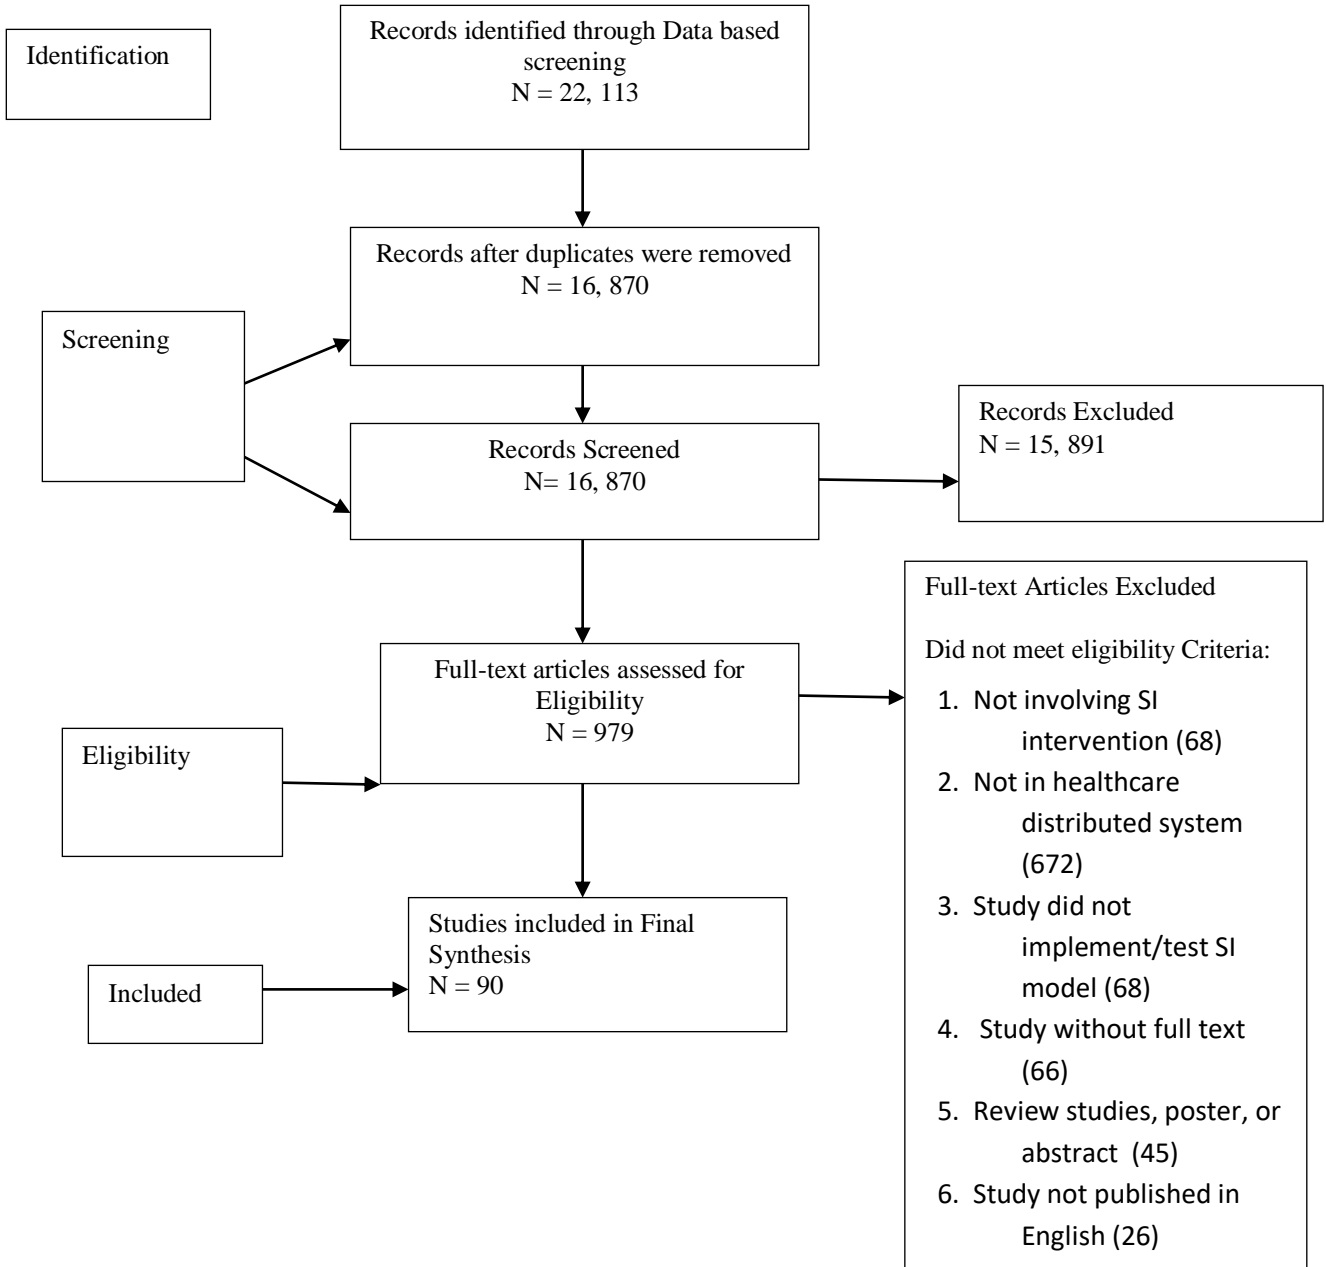 Identification
Records identified through Data based
screening
N = 22, 113
Records after duplicates were removed
N = 16, 870
Screening
Records Screened
N= 16, 870
Records Excluded
N = 15, 891
Full-text articles assessed for
Eligibility
N = 979
Eligibility
Full-text Articles Excluded
Did not meet eligibility Criteria:
1. Not involving SI
intervention (68)
2. Not in healthcare
distributed system
(672)
3. Study did not
implement/test SI
model (68)
4. Study without full text
(66)
5. Review studies, poster, or
abstract (45)
6. Study not published in
English (26)
Studies included in Final
Synthesis
N = 90
Included